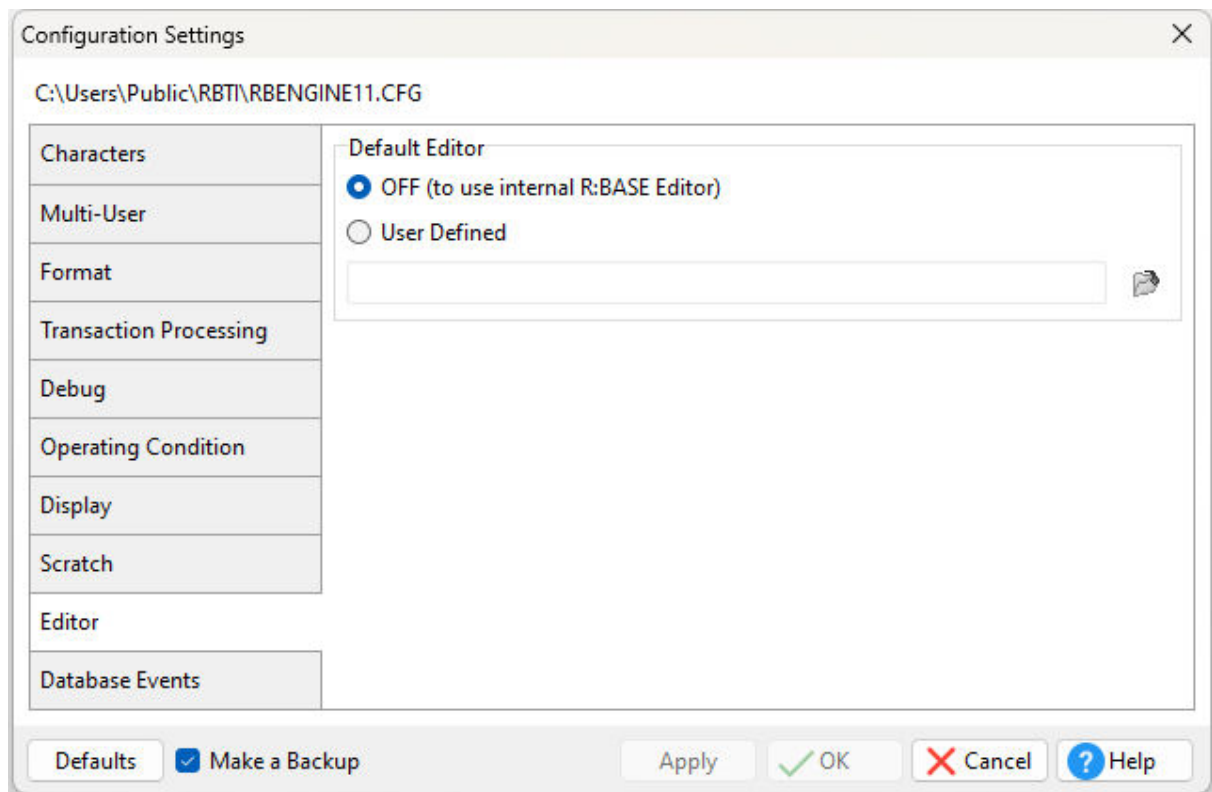 Configuration Settings
C:\Users\Public\RBTI\RBENGINE11.CFG
Characters
Multi-User
Format
Transaction Processing
Debug
Operating Condition
Display
Scratch
Editor
Database Events
Default Editor
OFF (to use internal R:BASE Editor)
User Defined
Defaults
Make a Backup
Apply
OK
Cancel
? Help